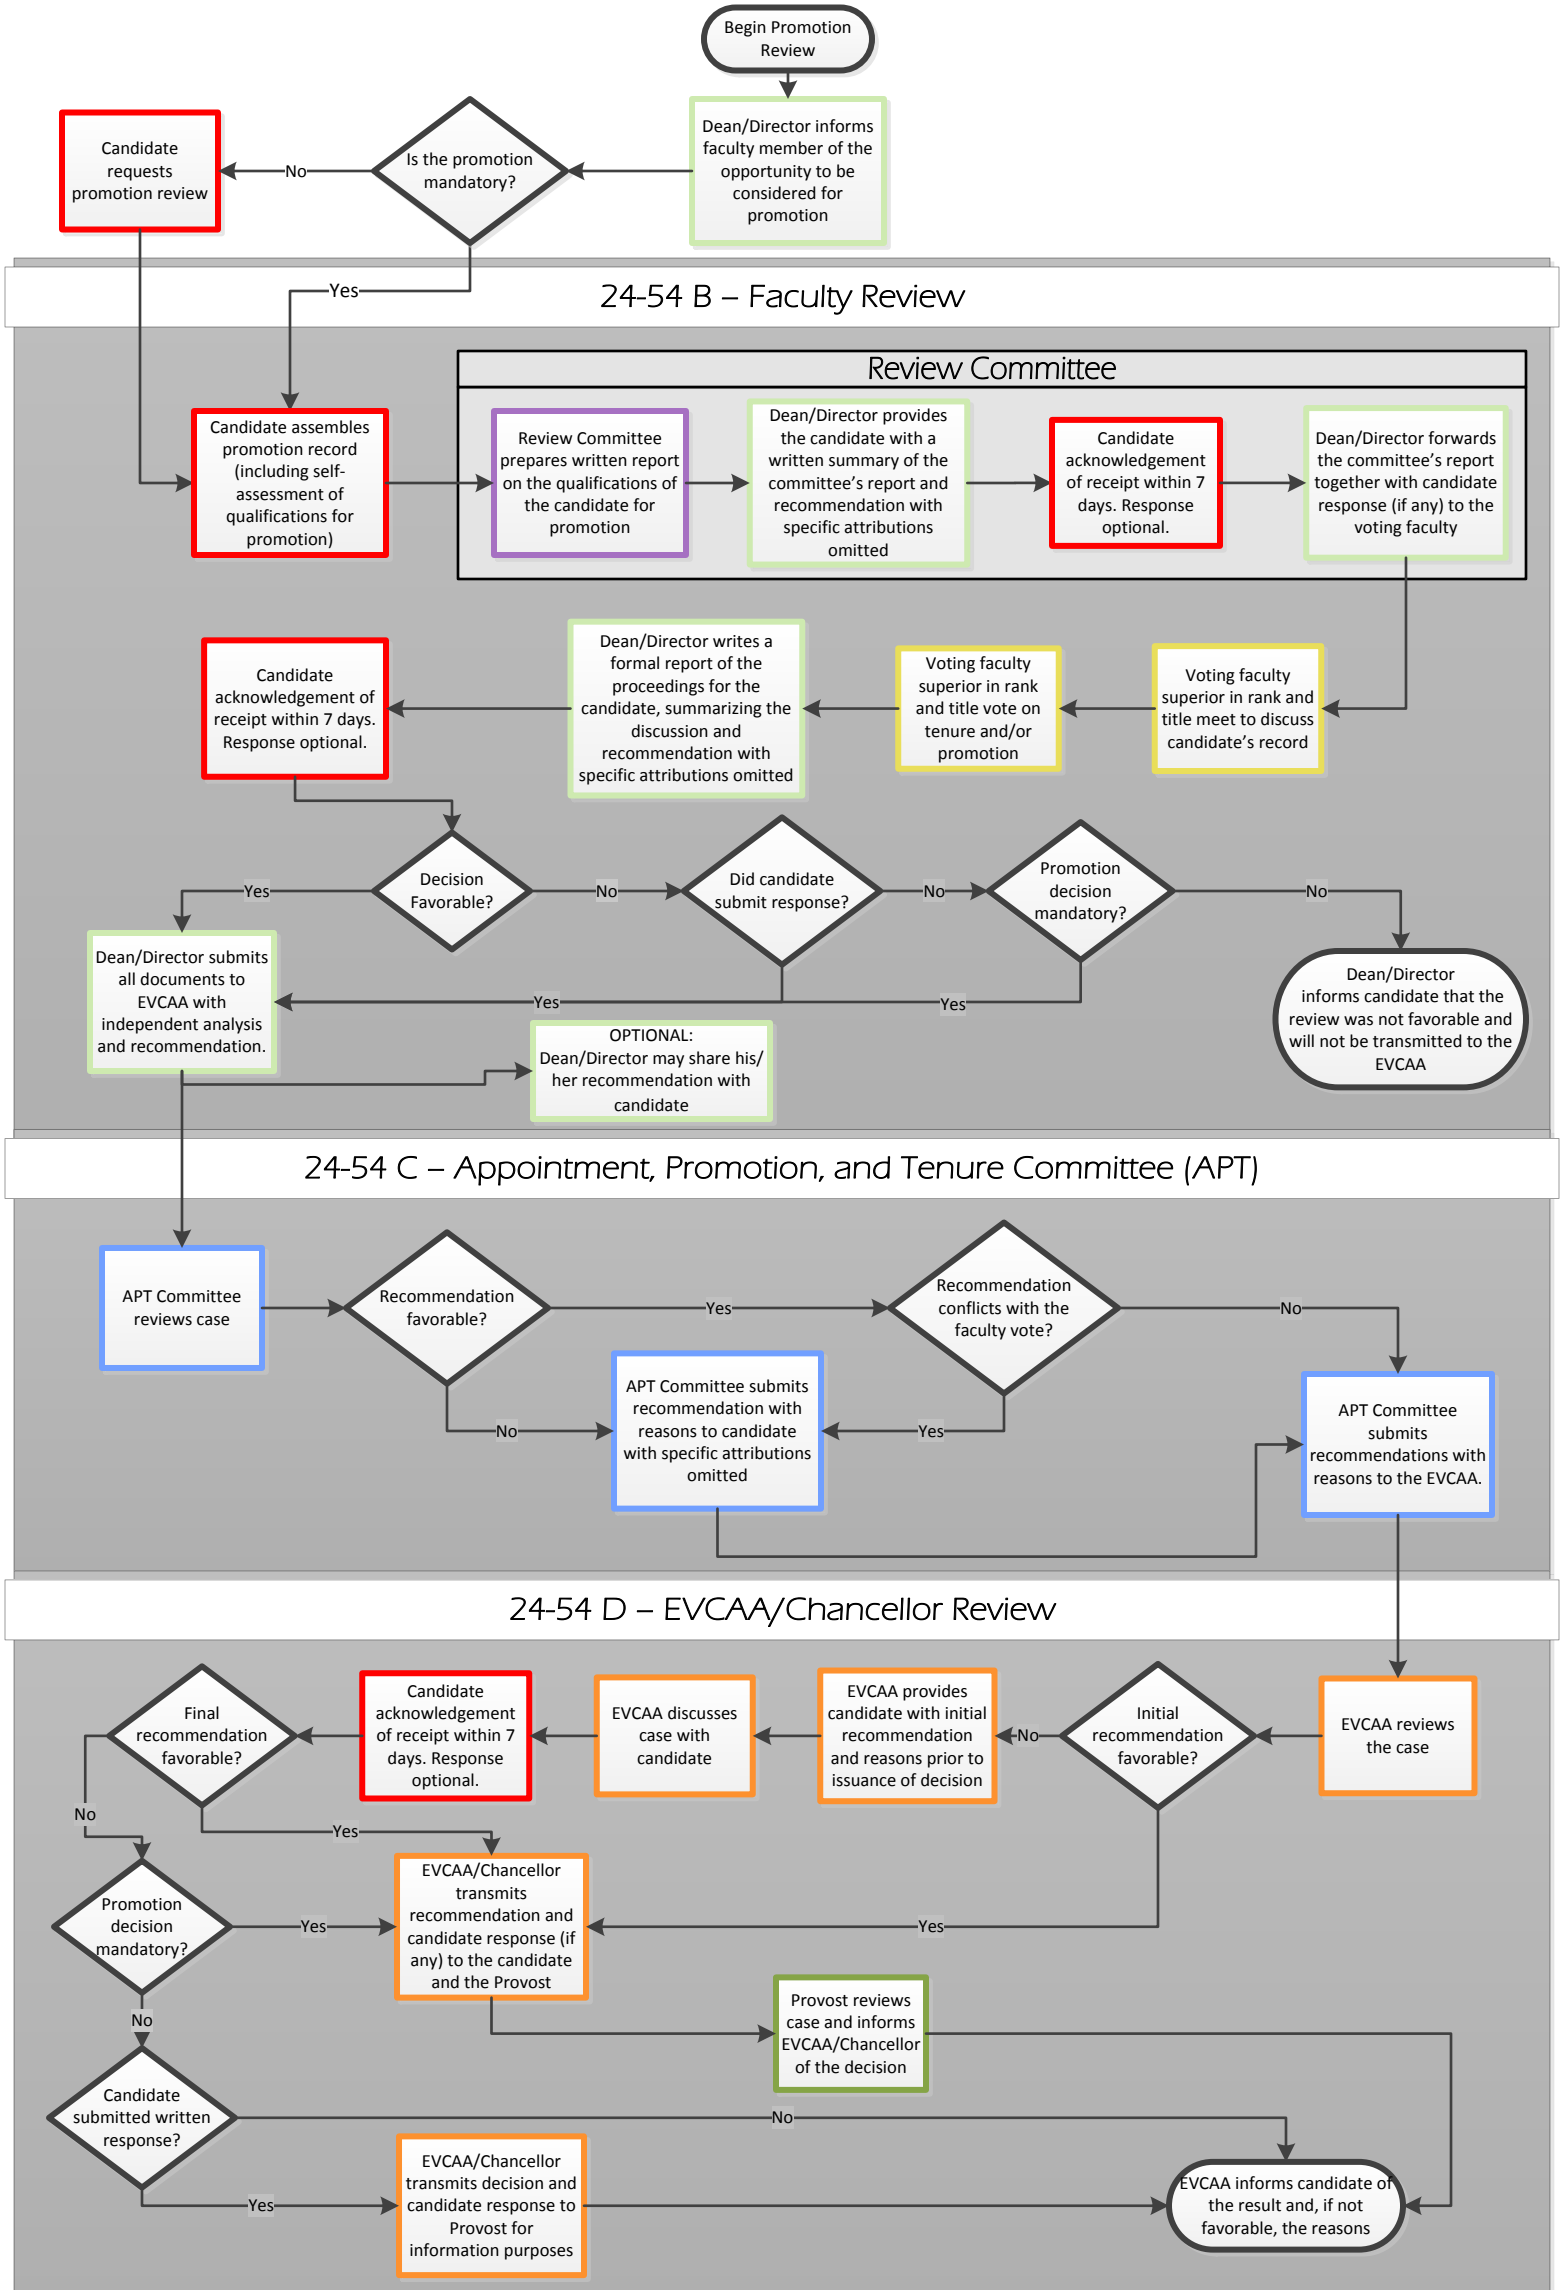 Begin Promotion
Review
Dean/Director informs
faculty member of the
opportunity to be
considered for
promotion
Is the promotion
mandatory?
No
Candidate
requests
promotion review
Yes
24-54 B – Faculty Review
Review Committee
Candidate assembles
promotion record
(including self-
assessment of
qualifications for
promotion)
Review Committee
prepares written report
on the qualifications of
the candidate for
promotion
Dean/Director provides
the candidate with a
written summary of the
committee's report and
recommendation with
specific attributions
omitted
Candidate
acknowledgement
of receipt within 7
days. Response
optional.
Dean/Director forwards
the committee's report
together with candidate
response (if any) to the
voting faculty
Voting faculty
superior in rank and
title meet to discuss
candidate's record
Voting faculty
superior in rank
and title vote on
tenure and/or
promotion
Dean/Director writes a
formal report of the
proceedings for the
candidate, summarizing the
discussion and
recommendation with
specific attributions omitted
Candidate
acknowledgement of
receipt within 7 days.
Response optional.
Decision
Favorable?
Yes
No
Did candidate
submit response?
No
Promotion
decision
mandatory?
No
Yes
Yes
Dean/Director submits
all documents to
EVCAA with
independent analysis
and recommendation.
Dean/Director
informs candidate that the
review was not favorable and
will not be transmitted to the
EVCAA
OPTIONAL:
Dean/Director may share his/
her recommendation with
candidate
24-54 C – Appointment, Promotion, and Tenure Committee (APT)
APT Committee
reviews case
Recommendation
favorable?
Yes
No
Recommendation
conflicts with the
faculty vote?
No
Yes
APT Committee submits
recommendation with
reasons to candidate
with specific attributions
omitted
APT Committee
submits
recommendations with
reasons to the EVCAA.
24-54 D – EVCAA/Chancellor Review
EVCAA reviews
the case
Initial
recommendation
favorable?
No
EVCAA provides
candidate with initial
recommendation
and reasons prior to
issuance of decision
EVCAA discusses
case with
candidate
Candidate
acknowledgement
of receipt within 7
days. Response
optional.
Final
recommendation
favorable?
No
Yes
Yes
EVCAA/Chancellor
transmits
recommendation and
candidate response (if
any) to the candidate
and the Provost
Promotion
decision
mandatory?
Yes
No
Provost reviews
case and informs
EVCAA/Chancellor
of the decision
Candidate
submitted written
response?
No
Yes
EVCAA/Chancellor
transmits decision and
candidate response to
Provost for
information purposes
EVCAA informs candidate of
the result and, if not
favorable, the reasons